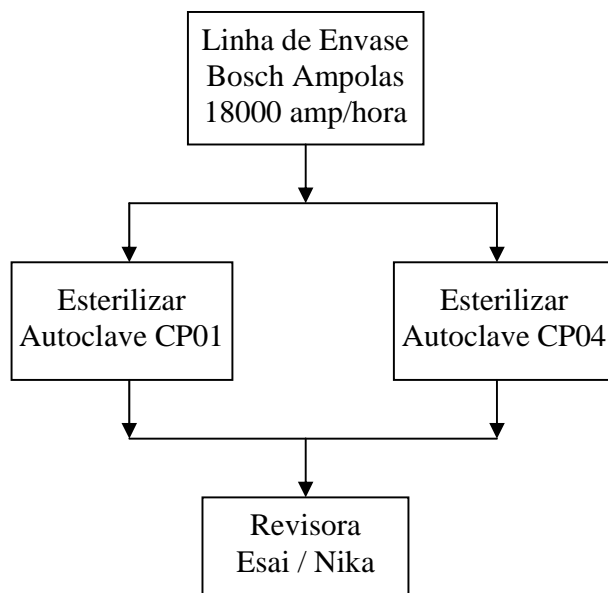 Linha de Envase
Bosch Ampolas
18000 amp/hora
Esterilizar
Autoclave CP01
Esterilizar
Autoclave CP04
Revisora
Esai / Nika